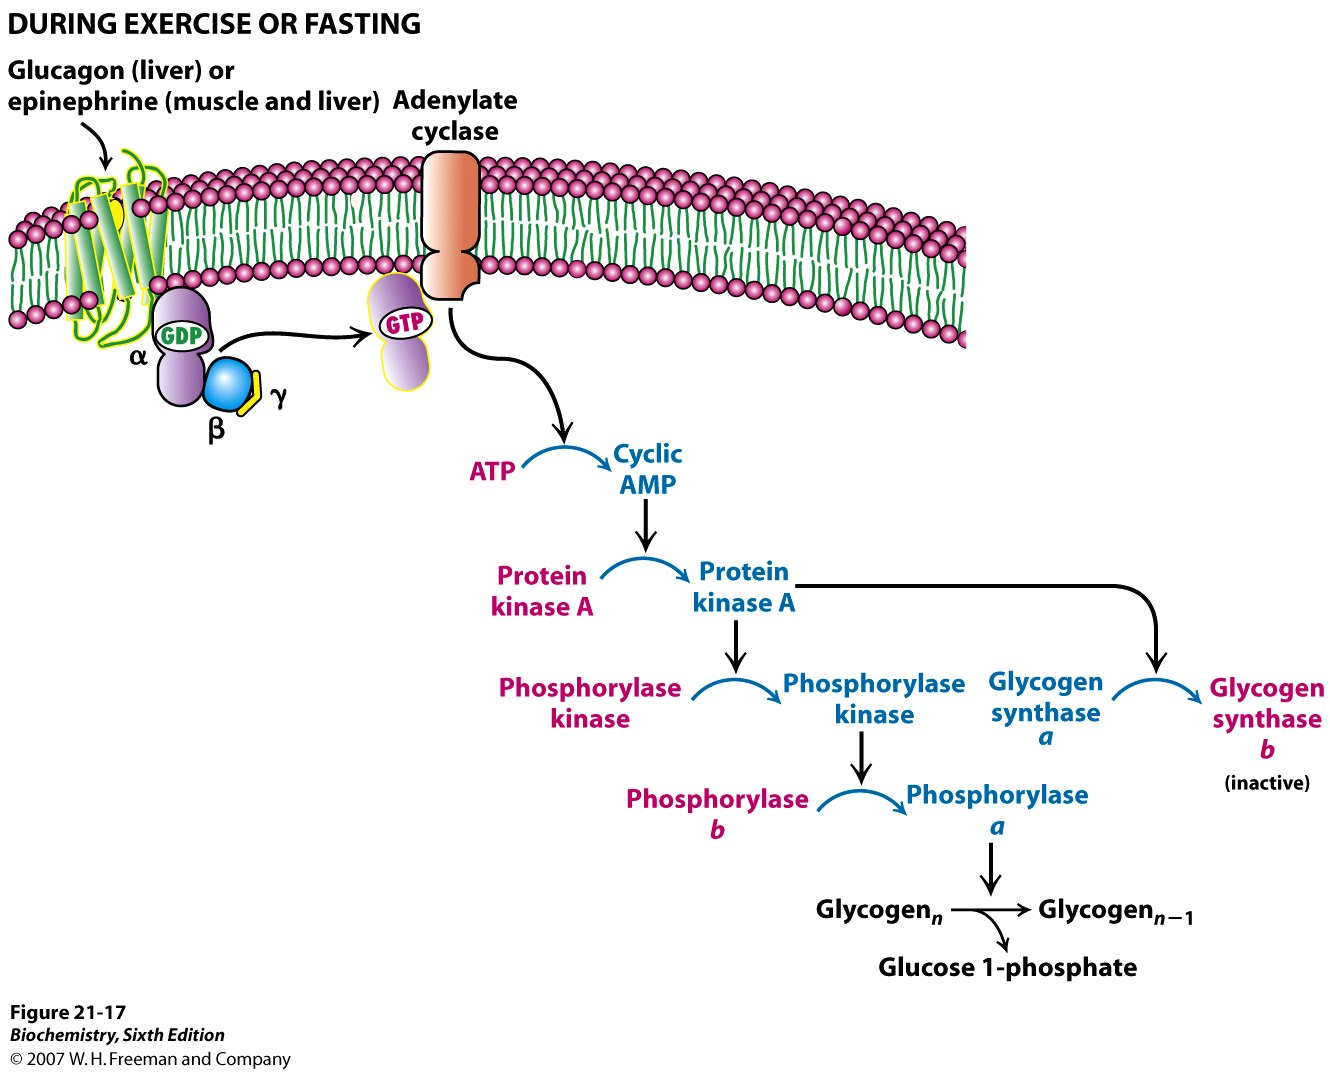 DURING EXERCISE OR FASTING
Glucagon (liver) or
epinephrine (muscle and liver)
Adenylate
cyclase
GDP
GTP
α
β
γ
ATP
Cyclic
AMP
Protein
kinase A
Protein
kinase A
Phosphorylase
kinase
Phosphorylase
kinase
Glycogen
synthase
a
Glycogen
synthase
b
(inactive)
Phosphorylase
b
Phosphorylase
a
Glycogenn
Glycogenn−1
Glucose 1-phosphate
Figure 21-17
Biochemistry, Sixth Edition
© 2007 W. H. Freeman and Company